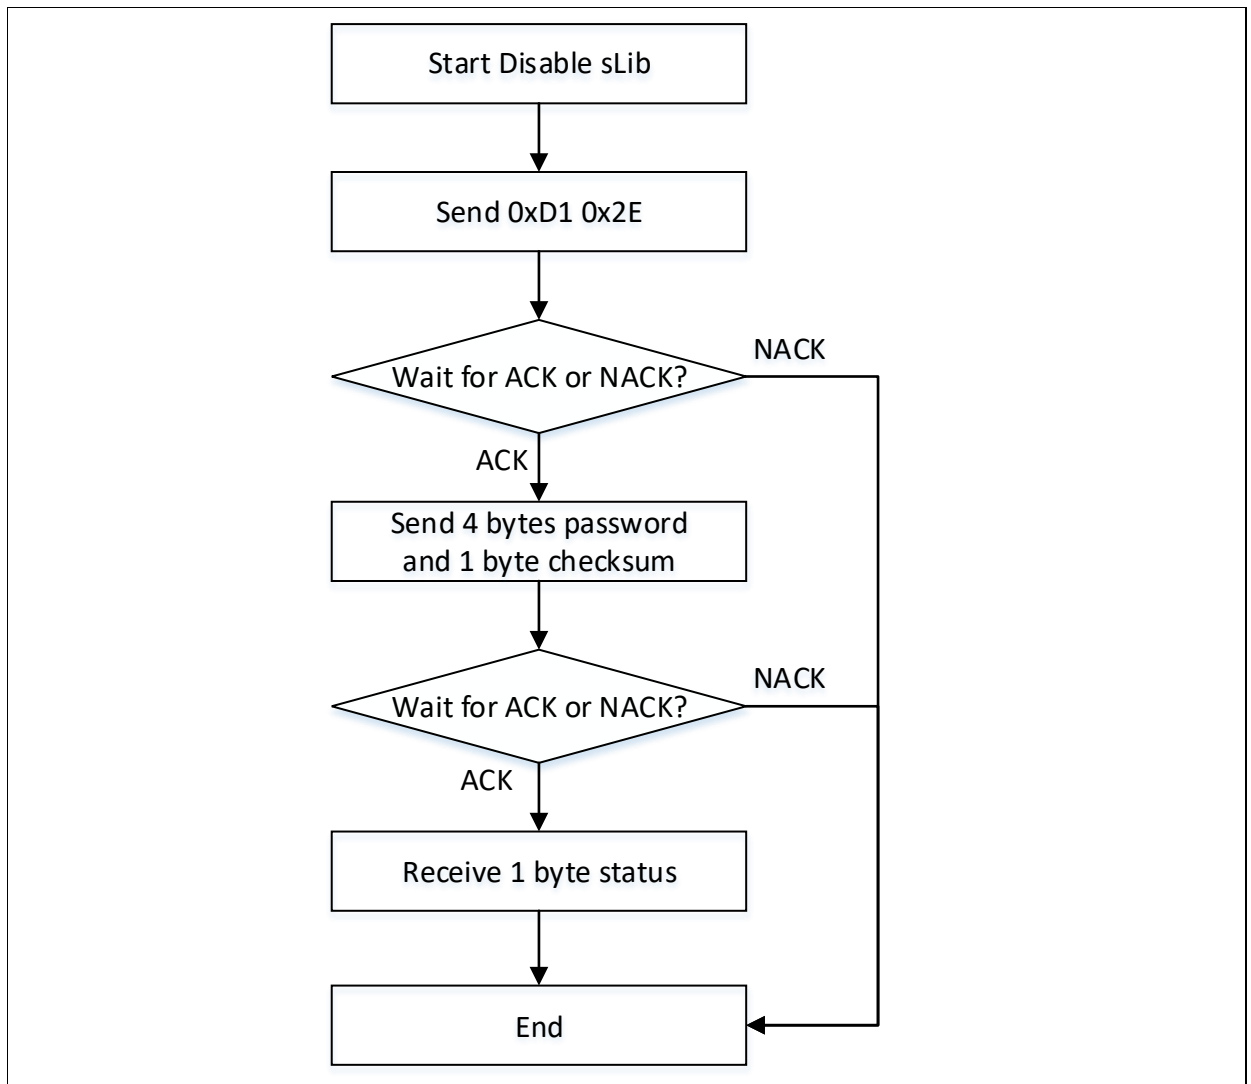 Start Disable sLib
Send 0xD1 0x2E
Wait for ACK or NACK?
NACK
ACK
Send 4 bytes password
and 1 byte checksum
Wait for ACK or NACK?
NACK
ACK
Receive 1 byte status
End